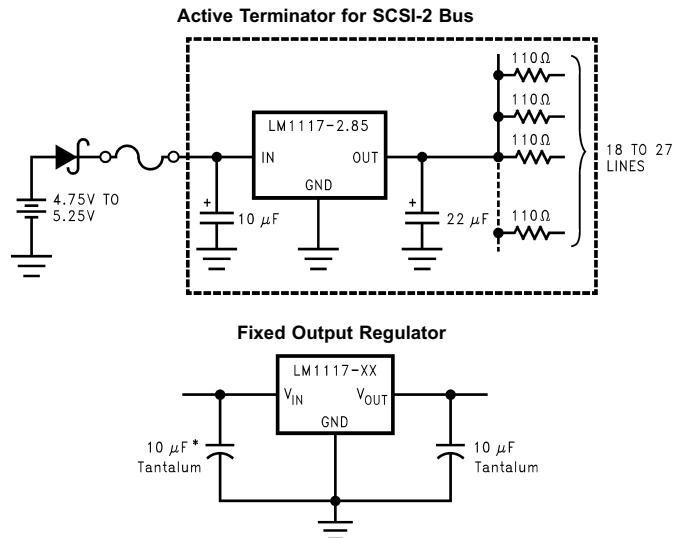 Active Terminator for SCSI-2 Bus
110Ω
110Ω
LM1117-2.85
110Ω
IN
OUT
18 TO 27
LINES
GND
4.75V TO
5.25V
+
10 μF
+
22 μF
110Ω
Fixed Output Regulator
LM1117-XX
VIN
VOUT
GND
10 μF*
Tantalum
10 μF
Tantalum